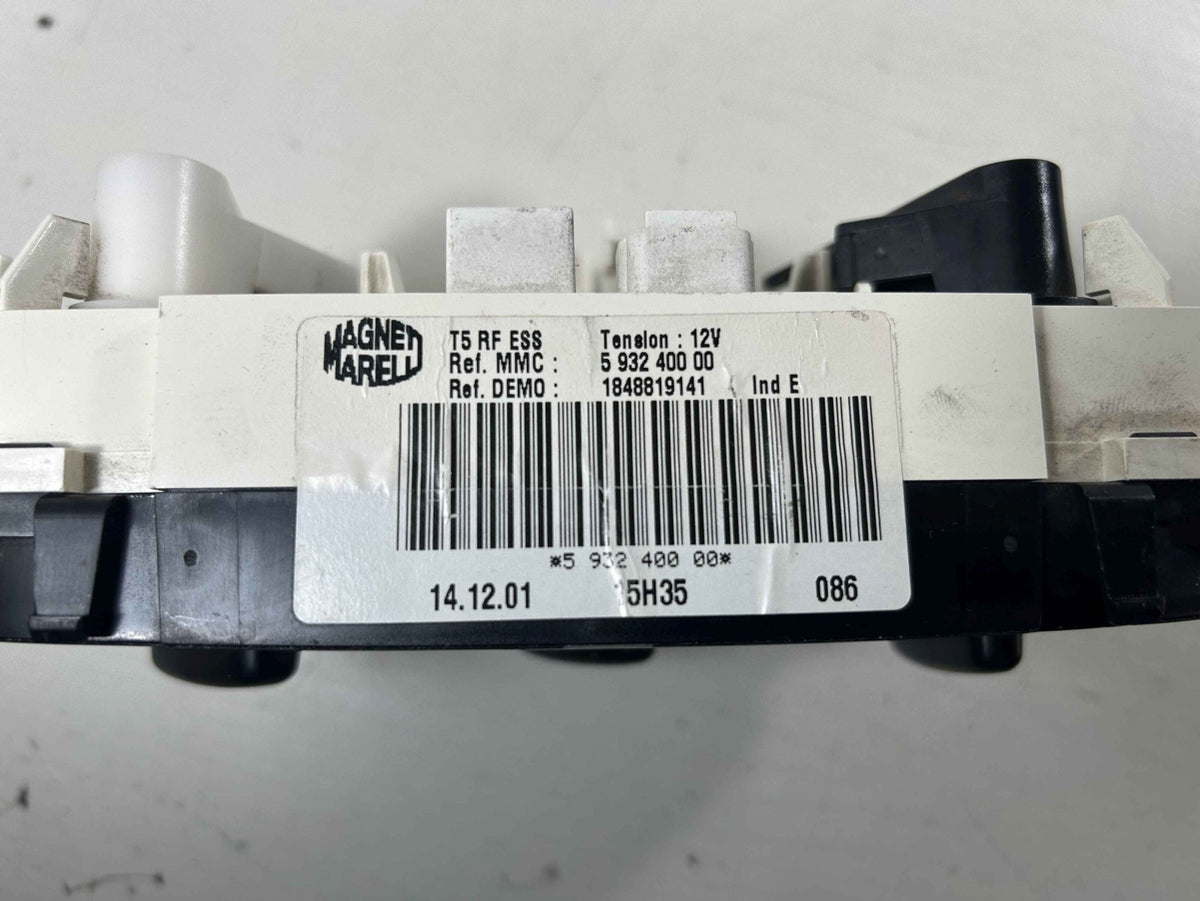 MAGNETI
MARELLI
T5 RF ESS Tension : 12V
Ref. MMC : 5 932 400 00
Ref. DEMO : 1848819141 Ind E
*5 932 400 00*
14.12.01 15H35 086